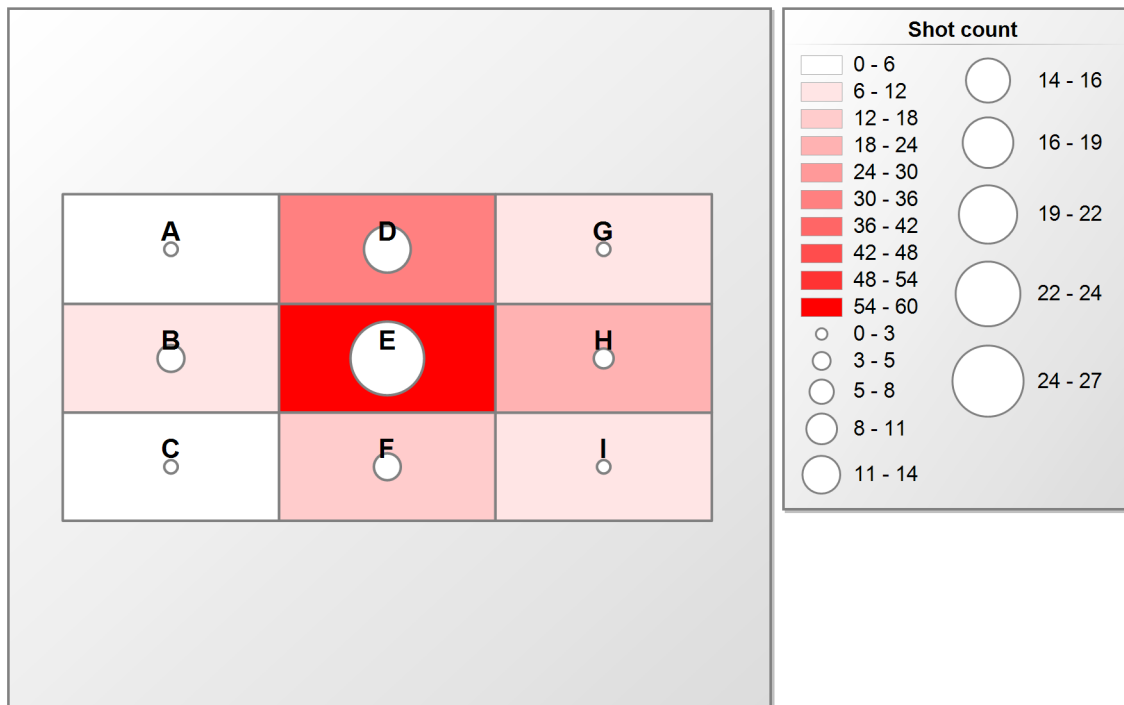 Shot count
0 - 6
6 - 12
12 - 18
18 - 24
24 - 30
30 - 36
36 - 42
42 - 48
48 - 54
54 - 60
0 - 3
3 - 5
5 - 8
8 - 11
11 - 14
14 - 16
16 - 19
19 - 22
22 - 24
24 - 27
A D G
B E H
C F I